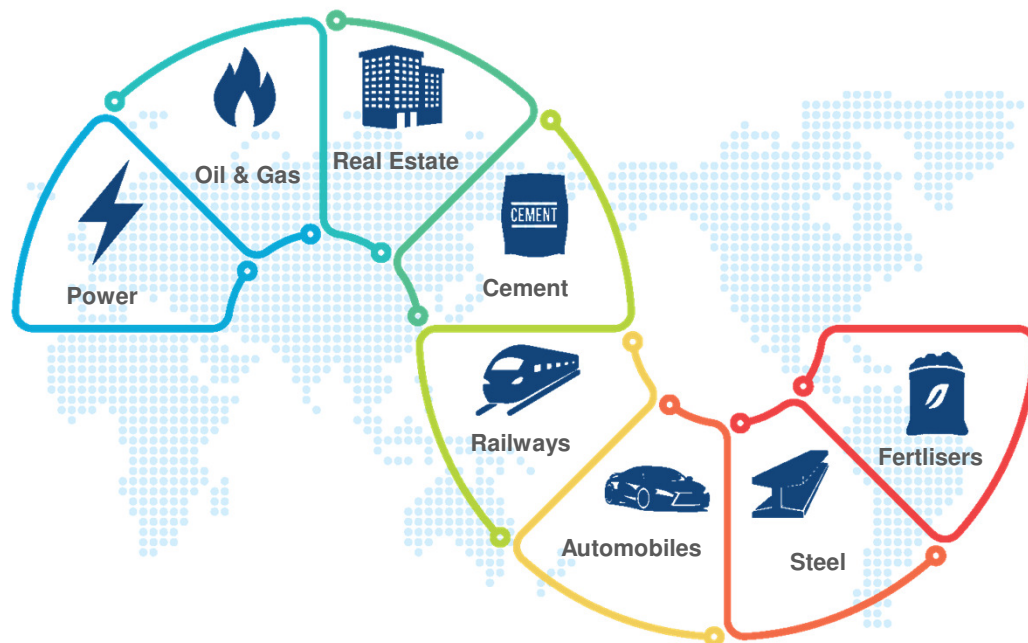 Power
Oil & Gas
Real Estate
CEMENT
Cement
Railways
Automobiles
Steel
Fertlisers